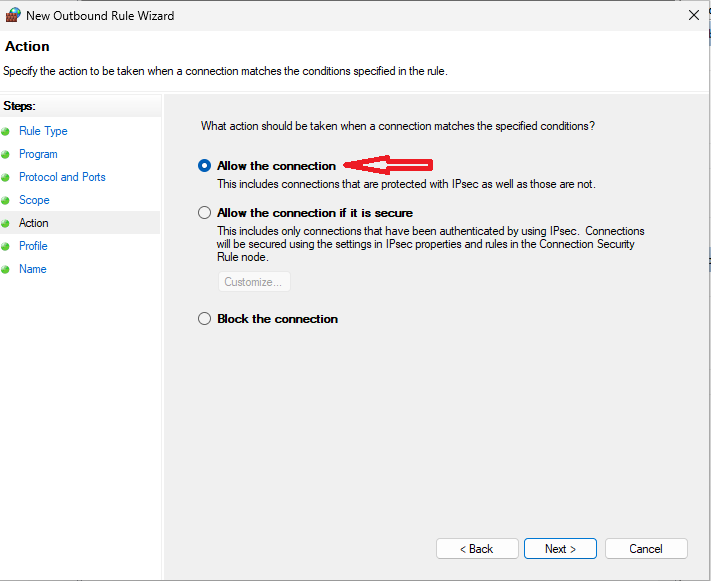 New Outbound Rule Wizard
Action
Specify the action to be taken when a connection matches the conditions specified in the rule.
Steps:
Rule Type
Program
Protocol and Ports
Scope
Action
Profile
Name
What action should be taken when a connection matches the specified conditions?
Allow the connection
This includes connections that are protected with IPsec as well as those are not.
Allow the connection if it is secure
This includes only connections that have been authenticated by using IPsec. Connections
will be secured using the settings in IPsec properties and rules in the Connection Security
Rule node.
Customize...
Block the connection
< Back
Next >
Cancel